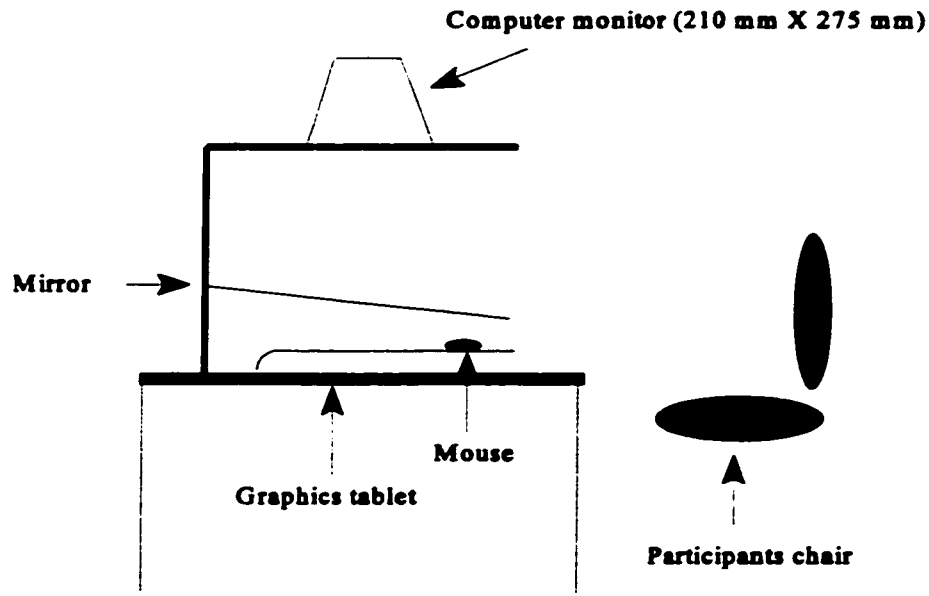 Computer monitor (210 mm X 275 mm)
Mirror
Mouse
Graphics tablet
Participants chair